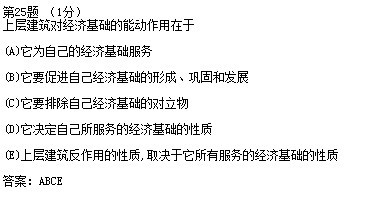 第25题 （1分）
上层建筑对经济基础的能动作用在于
(A)它为自己的经济基础服务
(B)它要促进自己经济基础的形成、巩固和发展
(C)它要排除自己经济基础的对立物
(D)它决定自己所服务的经济基础的性质
(E)上层建筑反作用的性质,取决于它所有服务的经济基础的性质
答案：ABCE